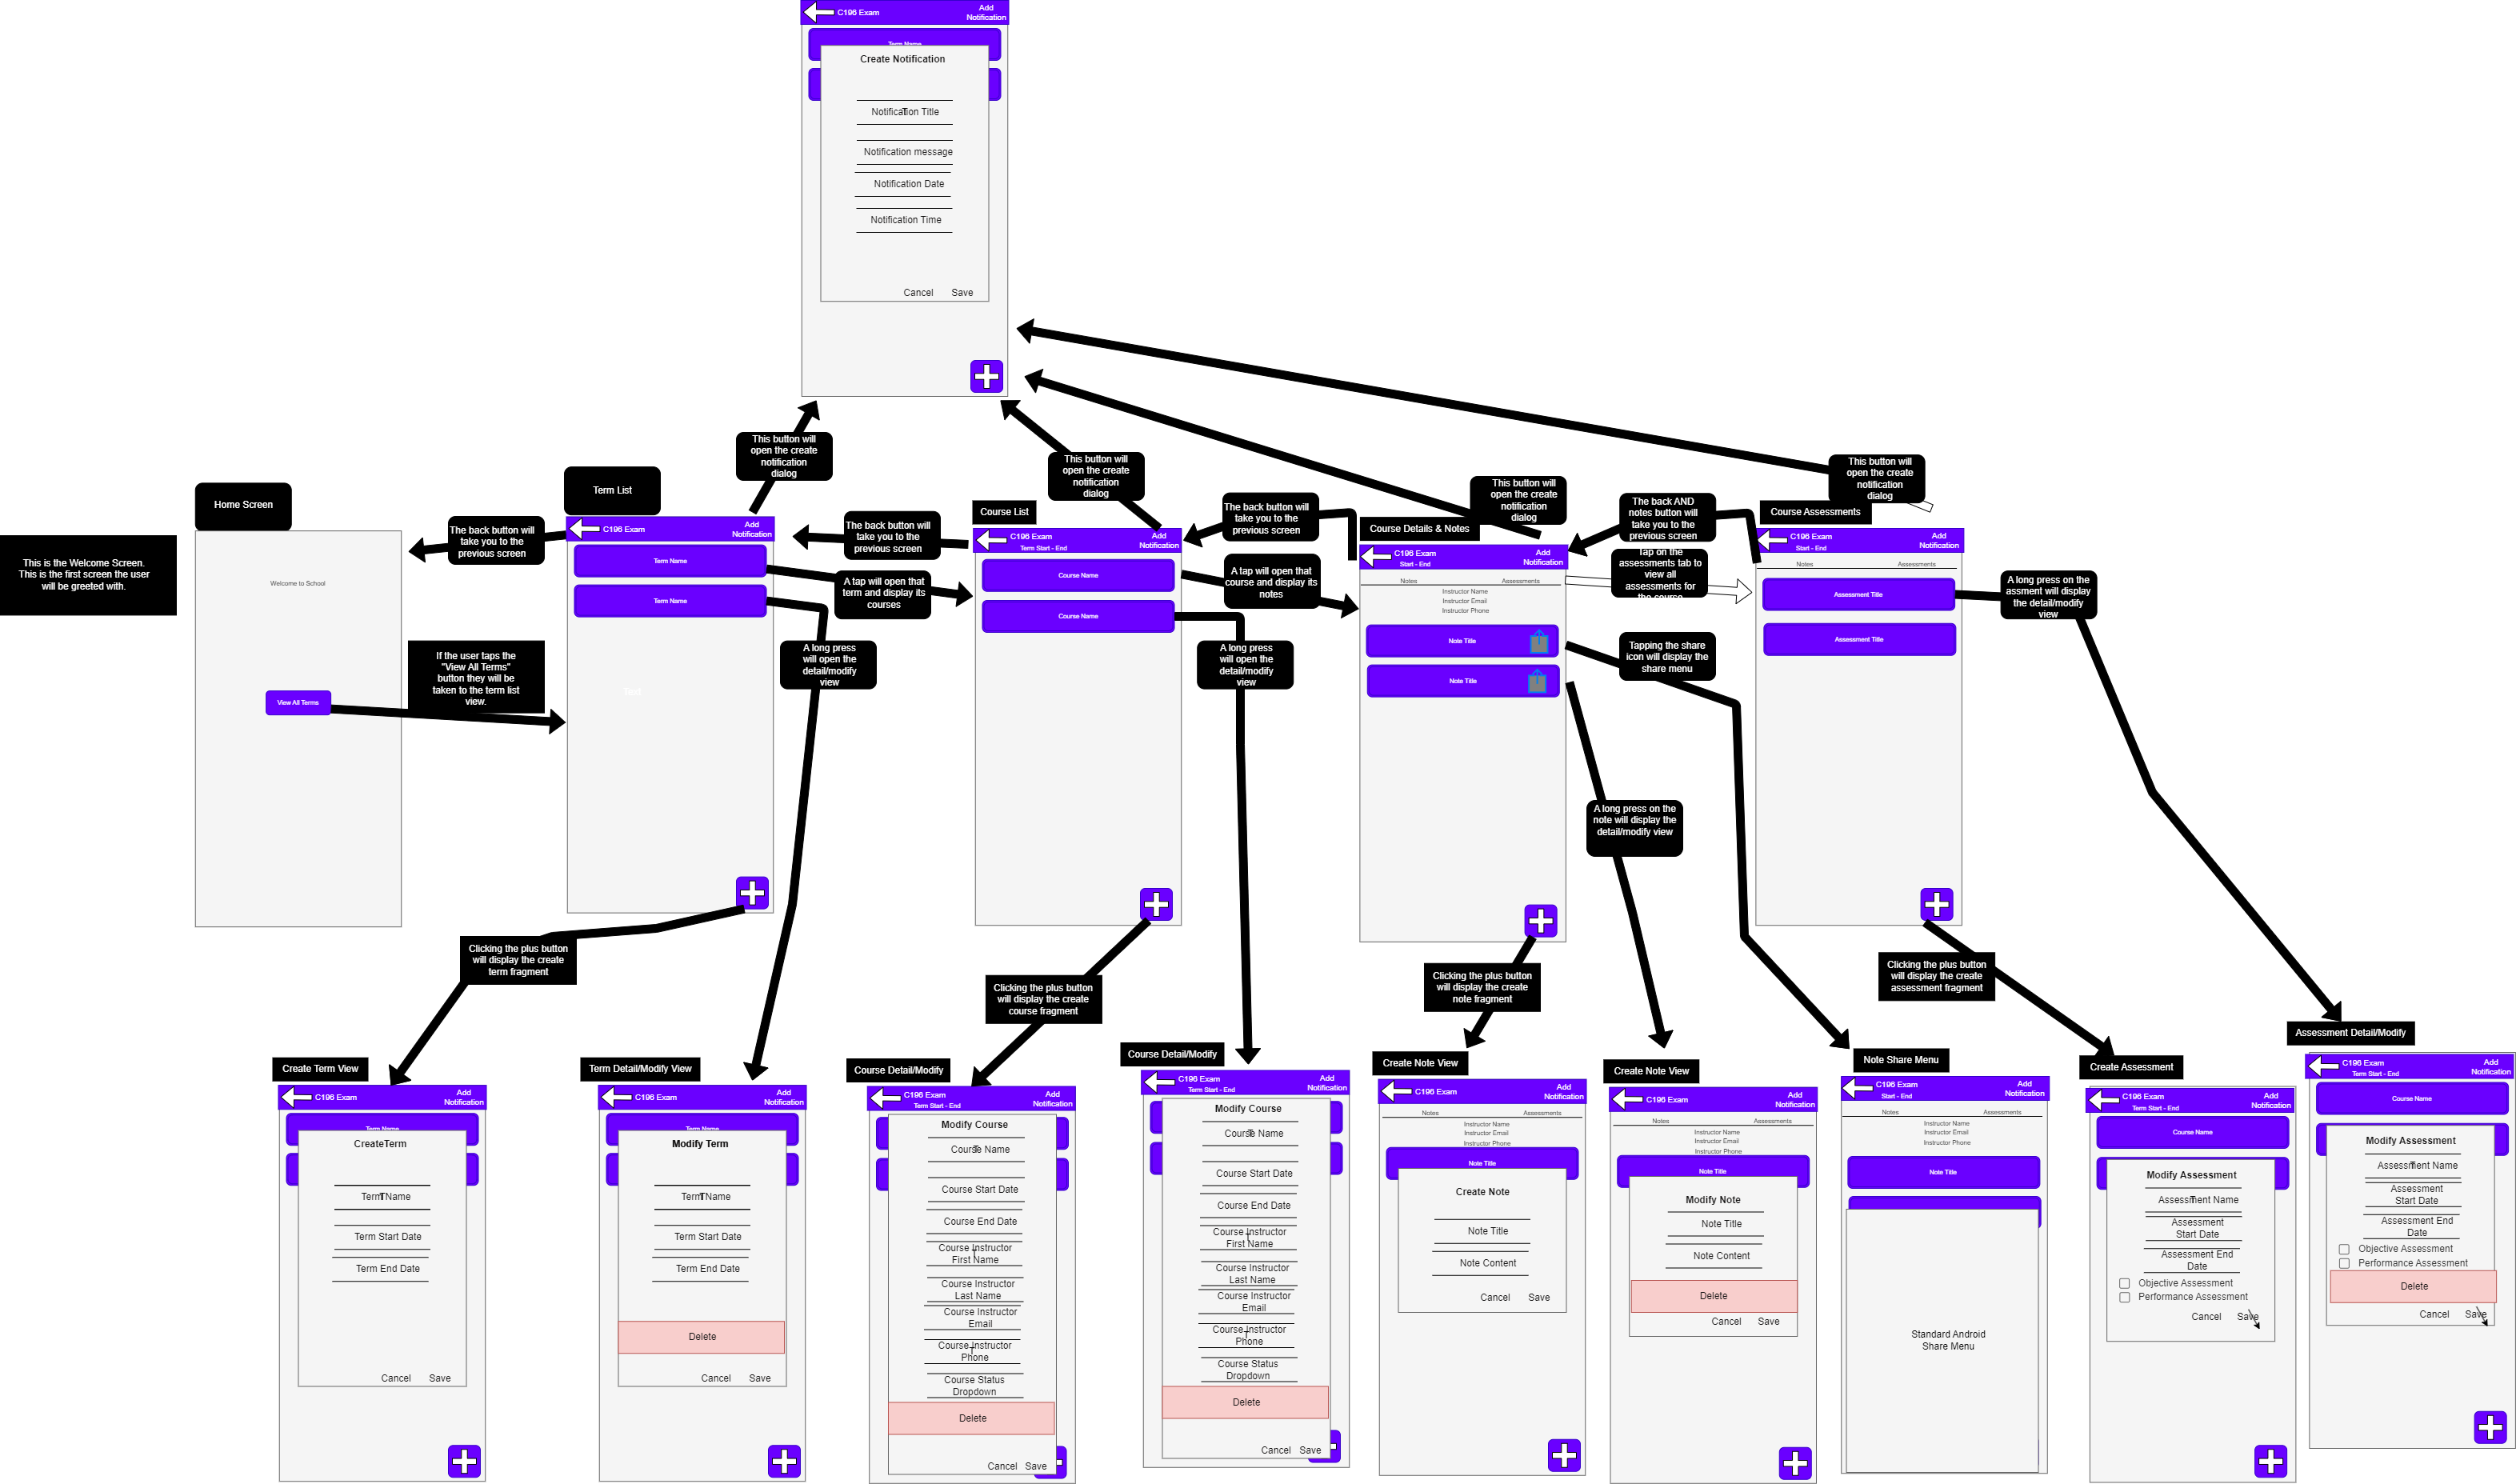 C196 Exam
Add
Notification
Term Name
Create Notification
Notification Title
Notification message
Notification Date
Notification Time
Cancel Save
This button will
open the create
notification
dialog
This button will
open the create
notification
dialog
This button will
open the create
notification
dialog
This button will
open the create
notification
dialog
This is the Welcome Screen.
This is the first screen the user
will be greeted with.
Home Screen
Welcome to School
View All Terms
If the user taps the
"View All Terms"
button they will be
taken to the term list
view.
The back button will
take you to the
previous screen
Term List
C196 Exam
Add
Notification
Term Name
Term Name
Text
The back button will
take you to the
previous screen
A tap will open that
term and display its
courses
A long press
will open the
detail/modify
view
Course List
C196 Exam
Term Start - End
Add
Notification
Course Name
Course Name
The back button will
take you to the
previous screen
A tap will open that
course and display its
notes
A long press
will open the
detail/modify
view
Course Details & Notes
C196 Exam
Start - End
Add
Notification
Notes Assessments
Instructor Name
Instructor Email
Instructor Phone
Note Title
Note Title
The back AND
notes button will
take you to the
previous screen
Tap on the
assessments tab to
view all
assessments for
the course
Tapping the share
icon will display the
share menu
A long press on the
note will display the
detail/modify view
Course Assessments
C196 Exam
Start - End
Add
Notification
Notes Assessments
Assessment Title
Assessment Title
A long press on the
assment will display
the detail/modify
view
Clicking the plus button
will display the create
term fragment
Clicking the plus button
will display the create
course fragment
Clicking the plus button
will display the create
note fragment
Clicking the plus button
will display the create
assessment fragment
Create Term View
C196 Exam
Add
Notification
Term Name
CreateTerm
Term Name
Term Start Date
Term End Date
Cancel Save
Term Detail/Modify View
C196 Exam
Add
Notification
Term Name
Modify Term
Term Name
Term Start Date
Term End Date
Delete
Cancel Save
Course Detail/Modify
C196 Exam
Term Start - End
Add
Notification
Modify Course
Course Name
Course Start Date
Course End Date
Course Instructor
First Name
Course Instructor
Last Name
Course Instructor
Email
Course Instructor
Phone
Course Status
Dropdown
Delete
Cancel Save
Course Detail/Modify
C196 Exam
Term Start - End
Add
Notification
Modify Course
Course Name
Course Start Date
Course End Date
Course Instructor
First Name
Course Instructor
Last Name
Course Instructor
Email
Course Instructor
Phone
Course Status
Dropdown
Delete
Cancel Save
Create Note View
C196 Exam
Add
Notification
Notes Assessments
Instructor Name
Instructor Email
Instructor Phone
Note Title
Create Note
Note Title
Note Content
Cancel Save
Create Note View
C196 Exam
Add
Notification
Notes Assessments
Instructor Name
Instructor Email
Instructor Phone
Note Title
Modify Note
Note Title
Note Content
Delete
Cancel Save
Note Share Menu
C196 Exam
Start - End
Add
Notification
Notes Assessments
Instructor Name
Instructor Email
Instructor Phone
Note Title
Standard Android
Share Menu
Create Assessment
C196 Exam
Term Start - End
Add
Notification
Course Name
Modify Assessment
Assessment Name
Assessment
Start Date
Assessment End
Date
Objective Assessment
Performance Assessment
Cancel Save
Assessment Detail/Modify
C196 Exam
Term Start - End
Add
Notification
Course Name
Modify Assessment
Assessment Name
Assessment
Start Date
Assessment End
Date
Objective Assessment
Performance Assessment
Delete
Cancel Save